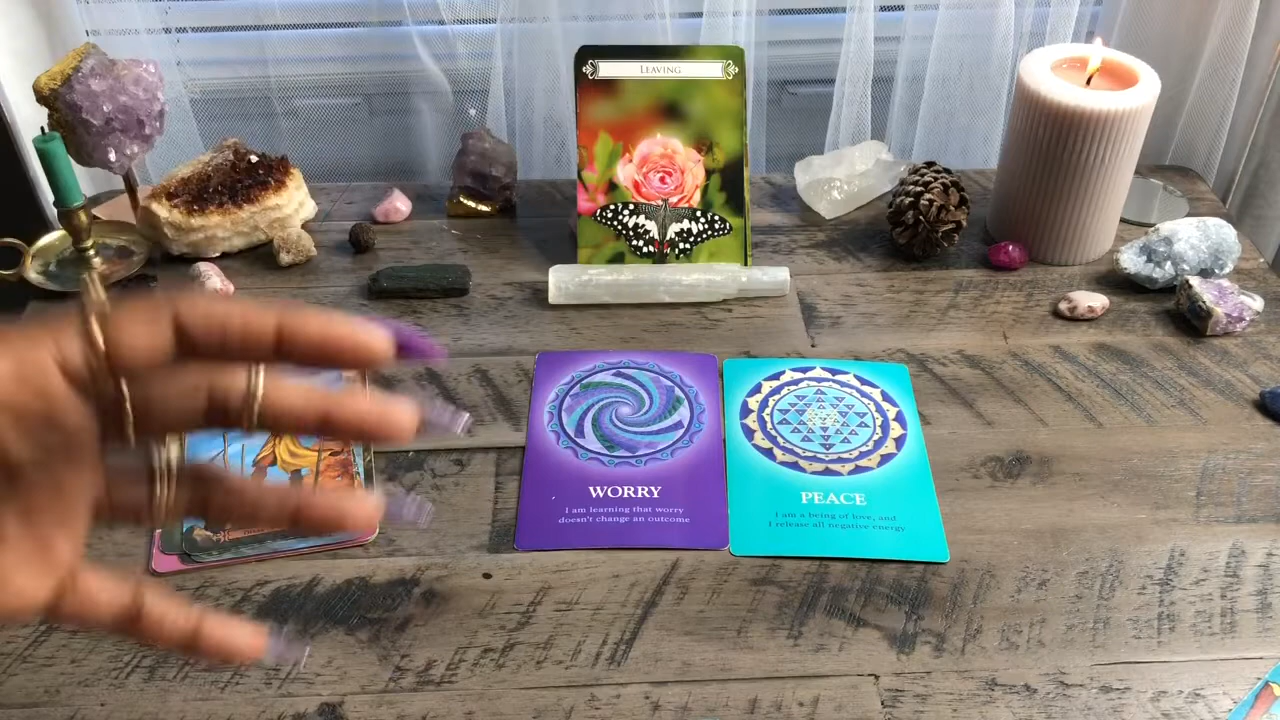 LEAVING
WORRY
I am learning that worry
doesn't change an outcome
PEACE
I am a being of love, and
I release all negative energy